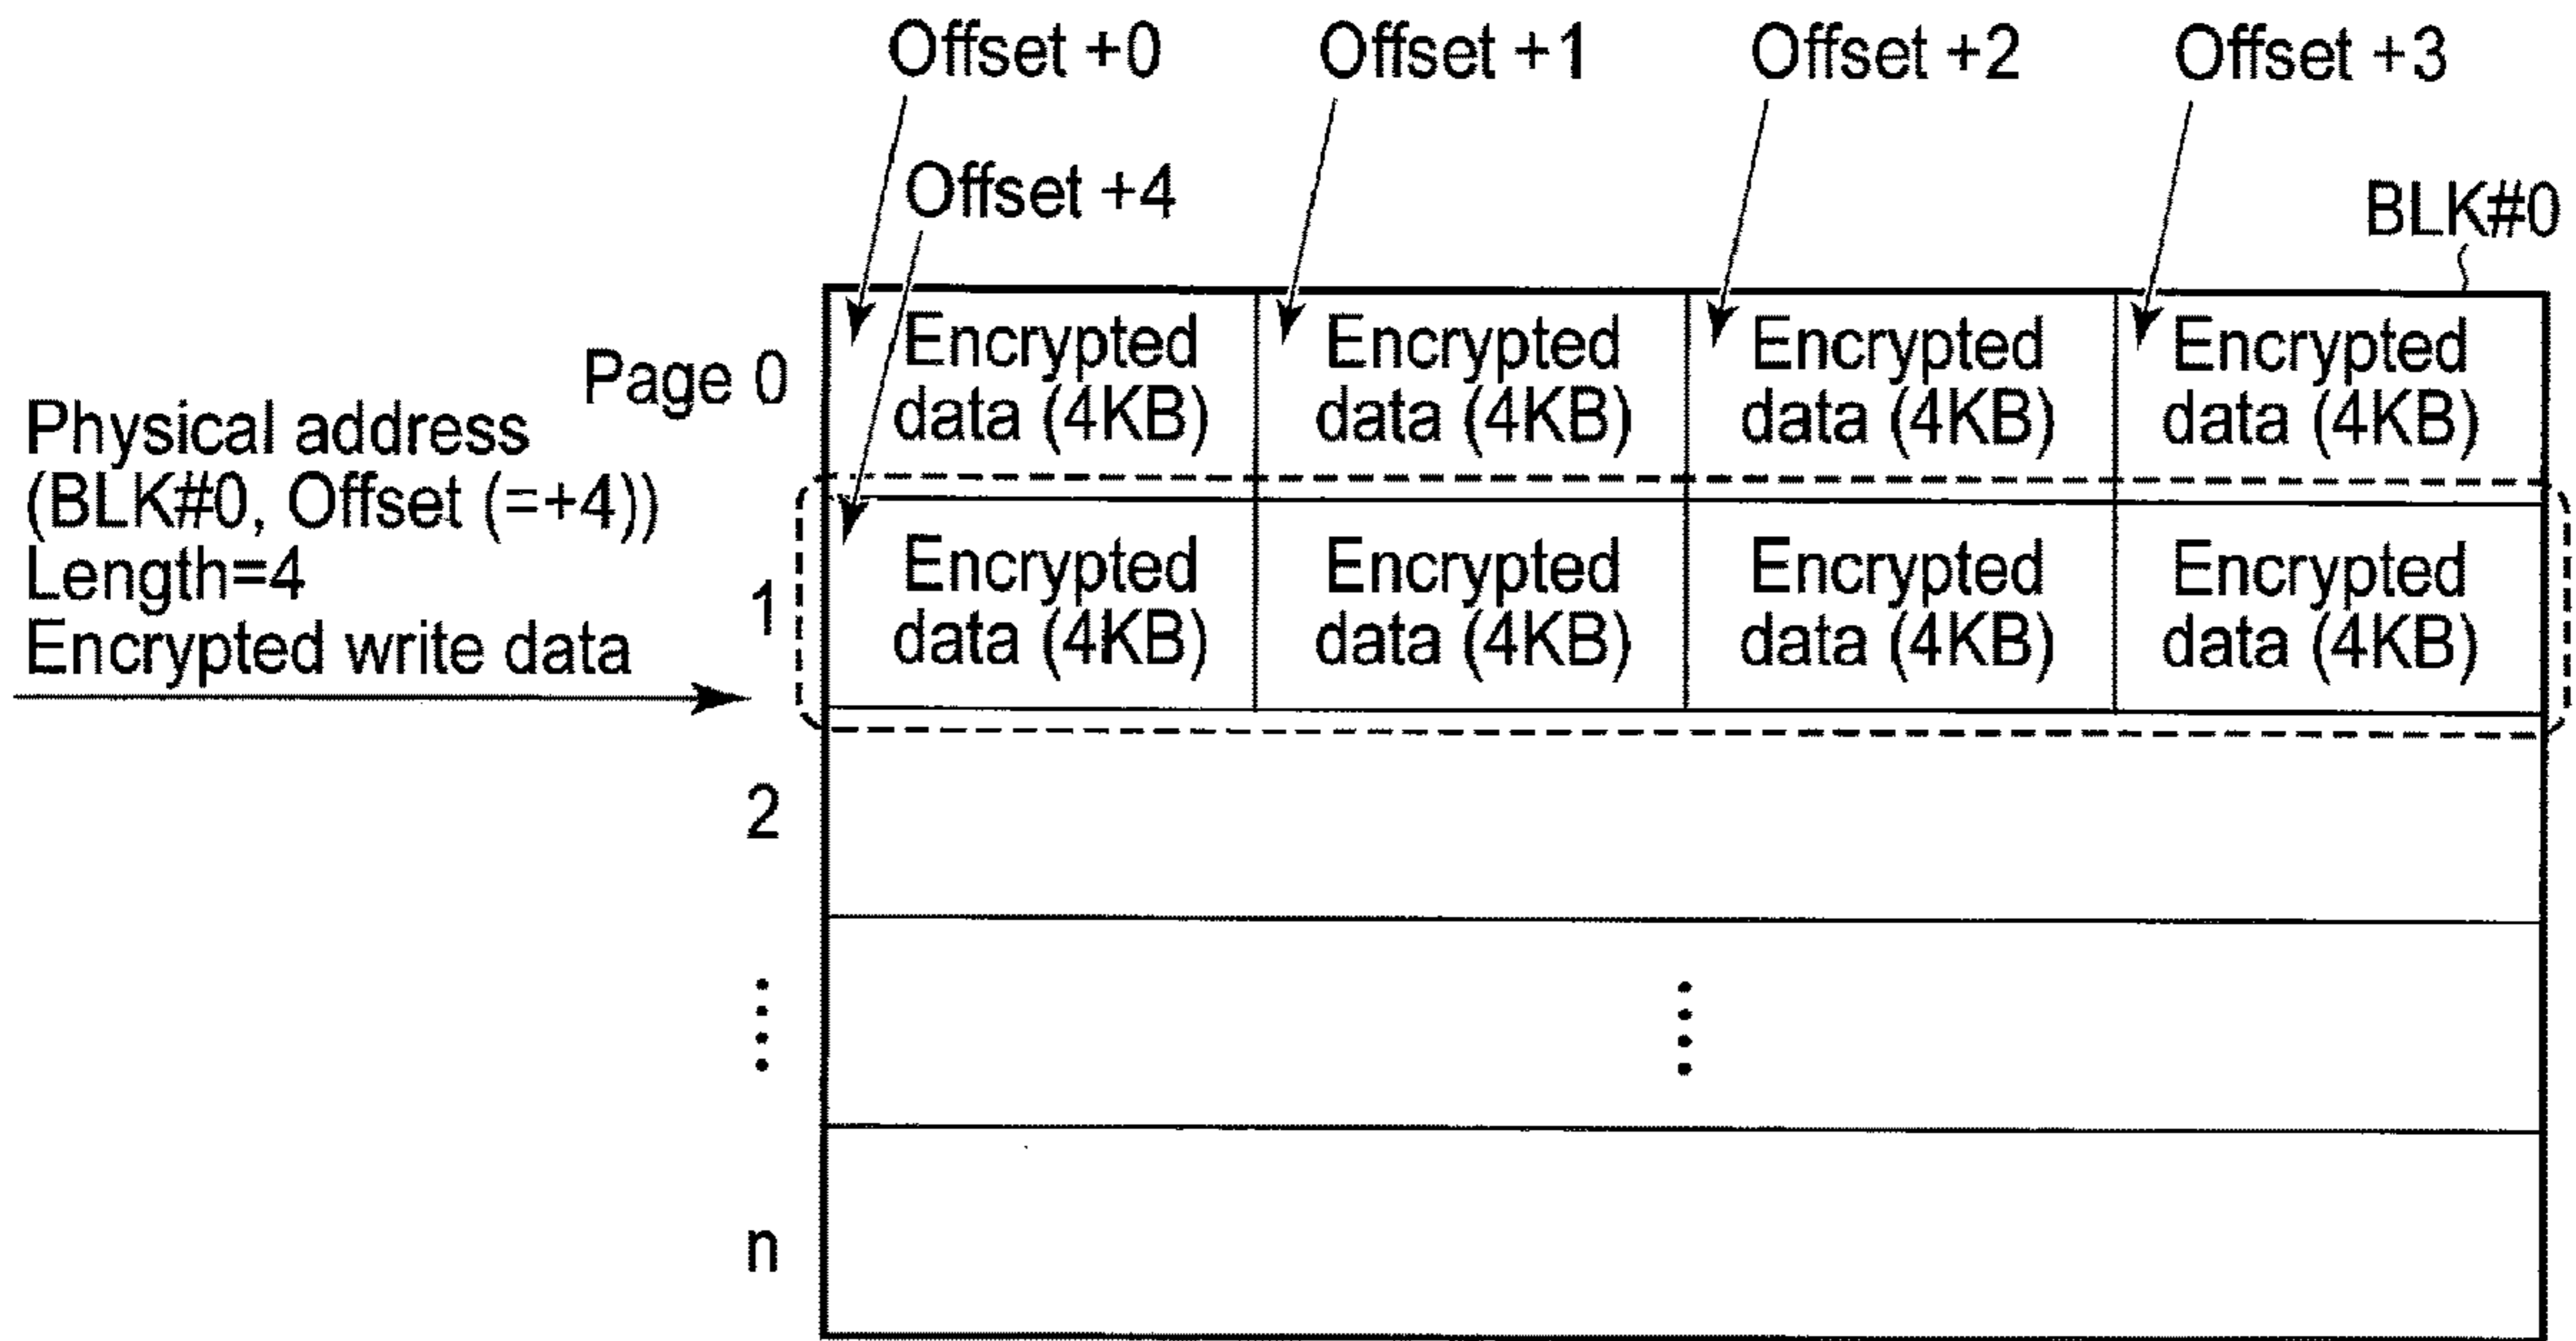 Offset +0 Offset +1 Offset +2 Offset +3
Offset +4
BLK#0
Page 0
Encrypted data (4KB)
Encrypted data (4KB)
Encrypted data (4KB)
Encrypted data (4KB)
Physical address
(BLK#0, Offset (=+4))
Length=4
Encrypted write data
1
Encrypted data (4KB)
Encrypted data (4KB)
Encrypted data (4KB)
Encrypted data (4KB)
2
n